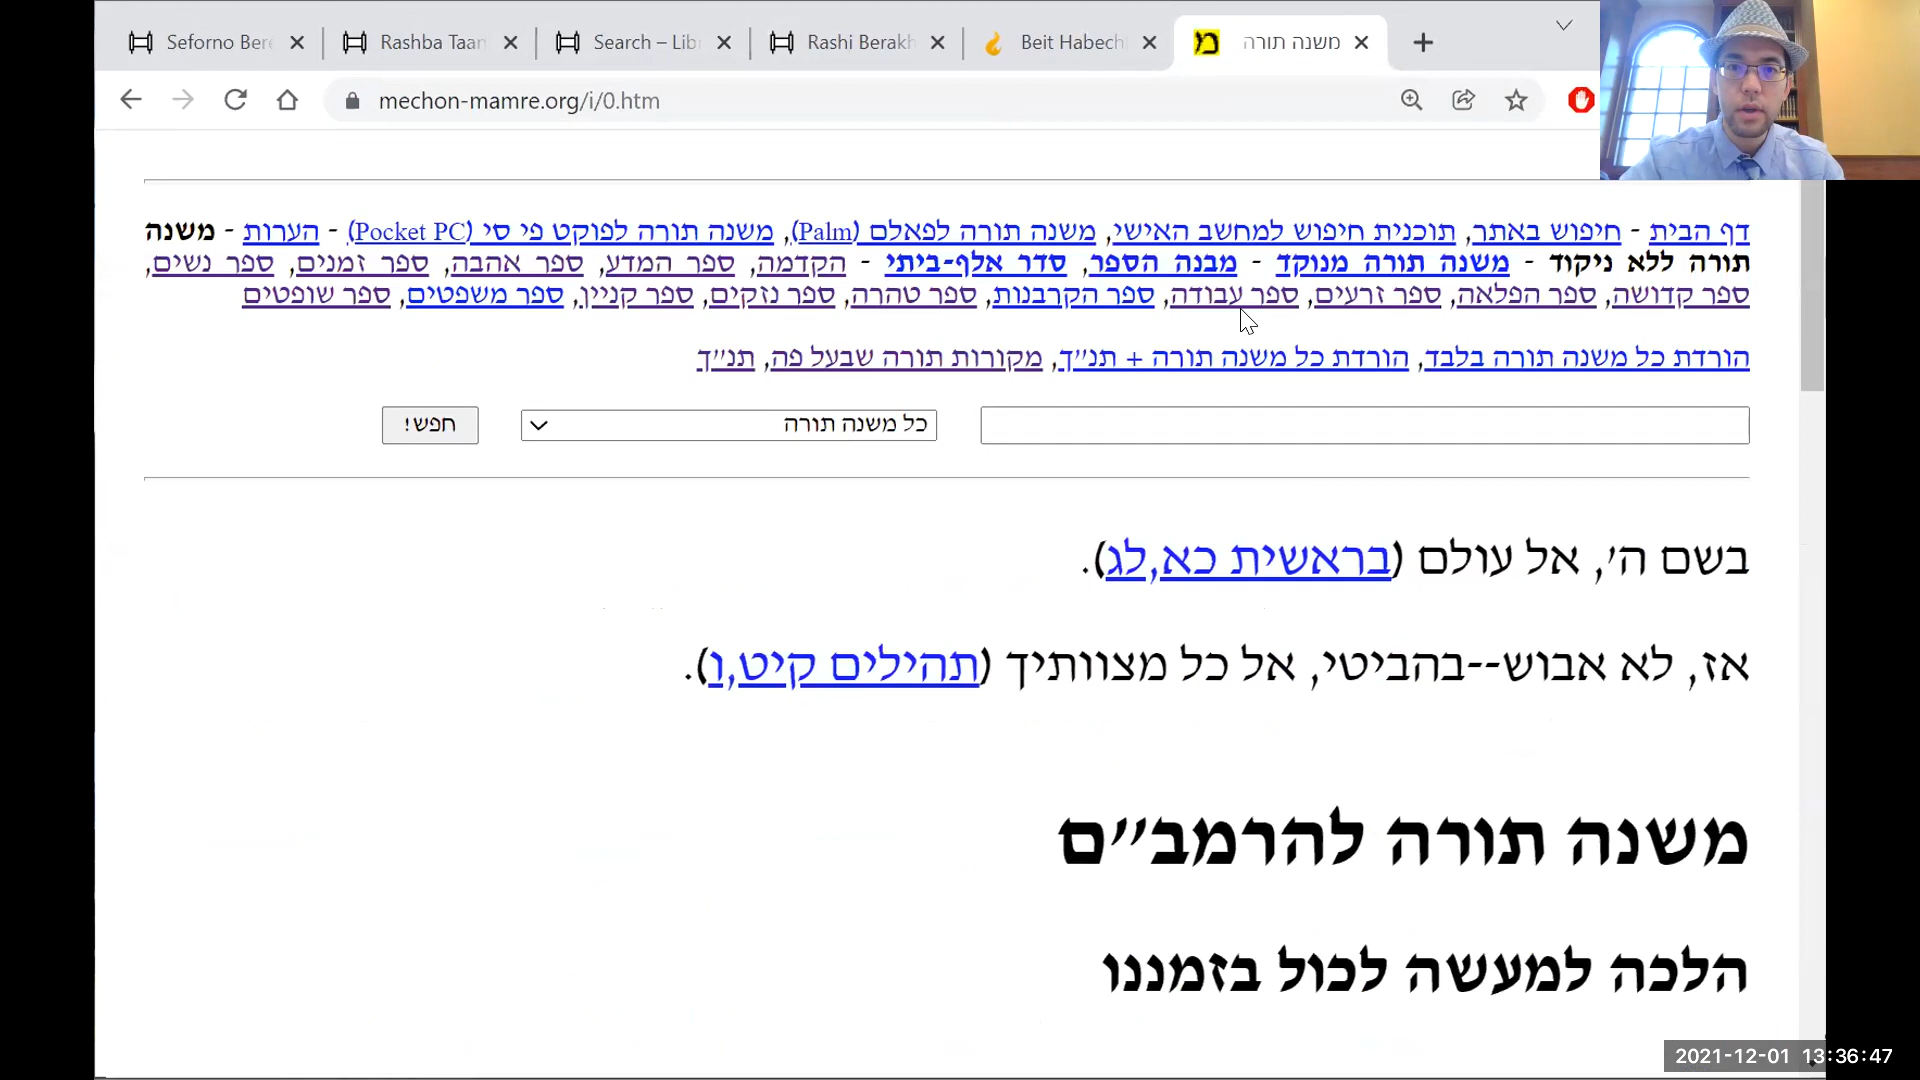 Seforno Ber
Rashba Taan
Search – Lib
Rashi Berakh
Beit Habech
משנה תורה
mechon-mamre.org/i/0.htm
דף הבית - חיפוש באתר, תוכנית חיפוש למחשב האישי, משנה תורה לפאלם (Palm), משנה תורה לפוקט פי סי (Pocket PC) - הערות - משנה
תורה ללא ניקוד - משנה תורה מנוקד - מבנה הספר, סדר אלף-ביתי - הקדמה, ספר המדע, ספר אהבה, ספר זמנים, ספר נשים,
ספר קדושה, ספר הפלאה, ספר זרעים, ספר עבודה, ספר הקרבנות, ספר טהרה, ספר נזקים, ספר קניין, ספר משפטים, ספר שופטים
הורדת כל משנה תורה בלבד, הורדת כל משנה תורה + תנ"ך, מקורות תורה שבעל פה, תנ"ך
כל משנה תורה
חפש!
בשם ה', אל עולם (בראשית כא,לג).
אז, לא אבוש--בהביטי, אל כל מצוותיך (תהילים קיט,ו).
משנה תורה להרמב"ם
הלכה למעשה לכול בזמננו
2021-12-01 13:36:47